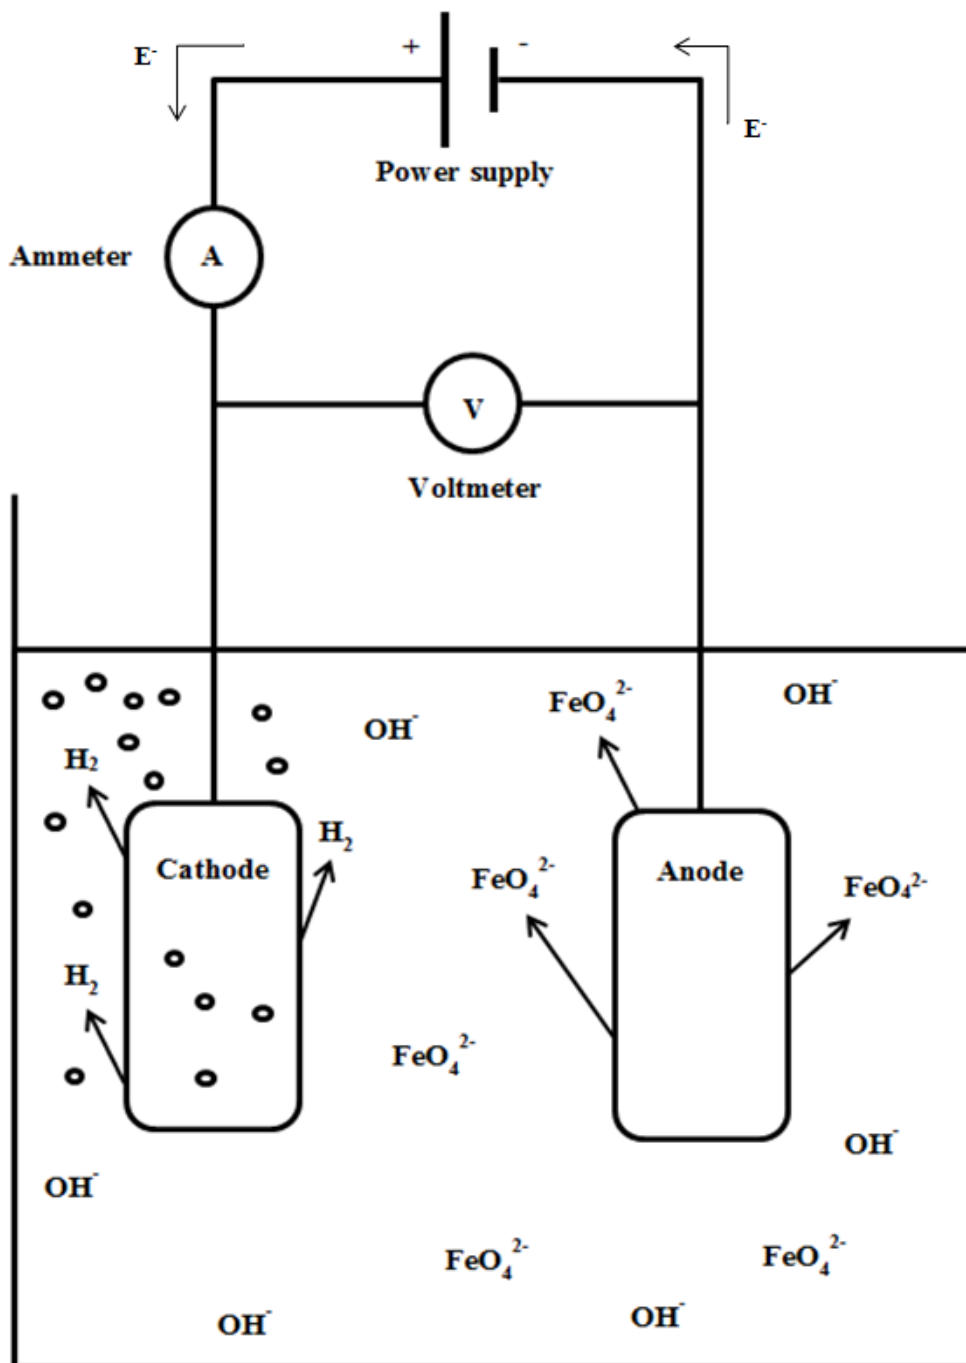 E⁻
+
-
E⁻
Power supply
Ammeter
A
V
Voltmeter
FeO₄²⁻
OH⁻
OH⁻
H₂
H₂
Cathode
Anode
FeO₄²⁻
FeO₄²⁻
H₂
FeO₄²⁻
OH⁻
OH⁻
FeO₄²⁻
FeO₄²⁻
OH⁻
OH⁻